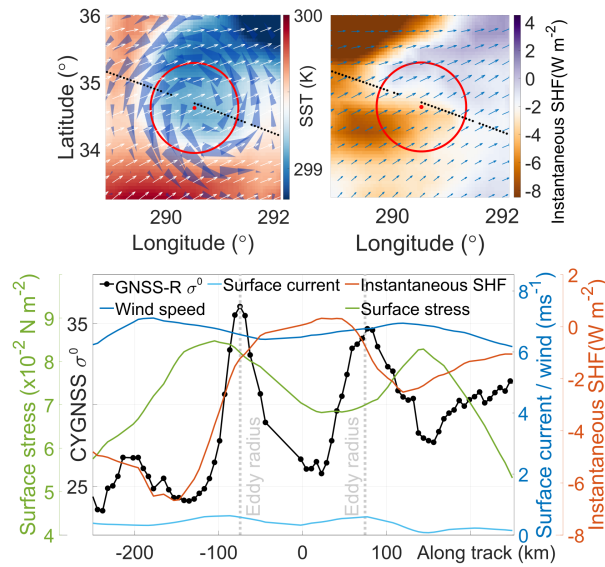 36
35
34
Latitude (°)
290
292
Longitude (°)
300
299
SST (K)
290
292
Longitude (°)
4
2
0
-2
-4
-6
-8
Instantaneous SHF(W m-2)
GNSS-R σ0
Surface current
Instantaneous SHF
Wind speed
Surface stress
9
8
7
6
5
4
Surface stress (x10-2 N m-2)
35
25
CYGNSS σ0
Eddy radius
Eddy radius
8
6
4
2
0
Surface current / wind (ms-1)
2
0
-2
-4
-6
-8
Instantaneous SHF(W m-2)
-200
-100
0
100
Along track (km)